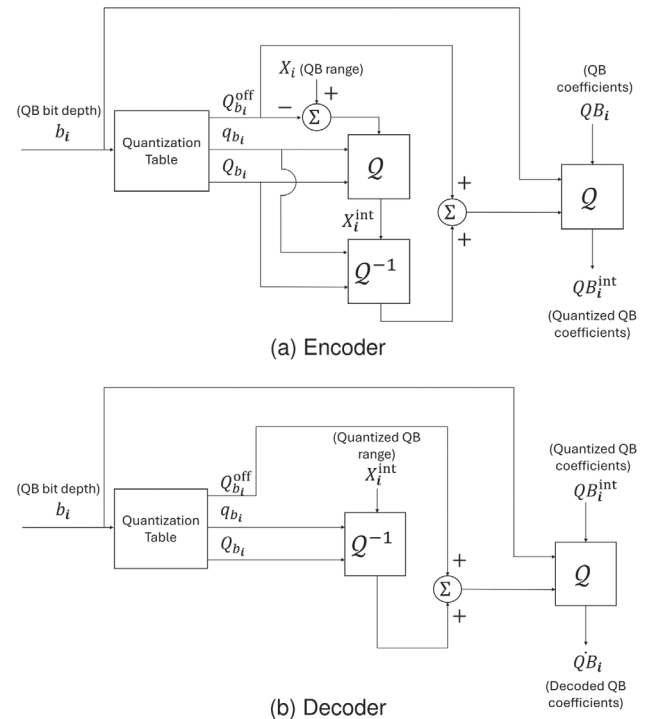 X_i (QB range)
(QB
coefficients)
QB_i
(QB bit depth)
b_i
Quantization
Table
Q_{b_i}^{off}
q_{b_i}
Q_{b_i}
− +
Σ
𝒬
X_i^{int}
𝒬^{−1}
+
Σ
+
𝒬
QB_i^{int}
(Quantized QB
coefficients)
(a) Encoder
(QB bit depth)
b_i
Quantization
Table
Q_{b_i}^{off}
q_{b_i}
Q_{b_i}
(Quantized QB
range)
X_i^{int}
𝒬^{−1}
+
Σ
+
(Quantized QB
coefficients)
QB_i^{int}
𝒬
Q̇B_i
(Decoded QB
coefficients)
(b) Decoder